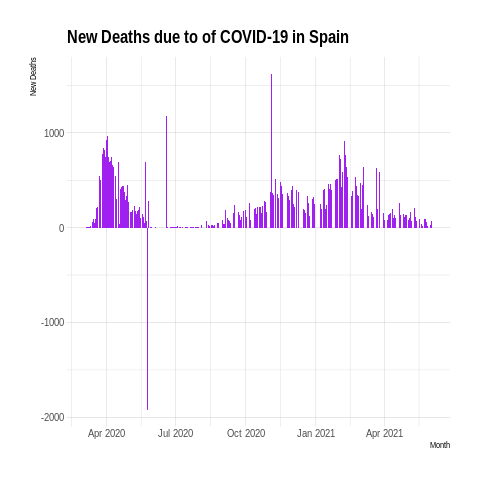 New Deaths due to of COVID-19 in Spain
New Deaths
1000
0
-1000
-2000
Apr 2020 Jul 2020 Oct 2020 Jan 2021 Apr 2021
Month